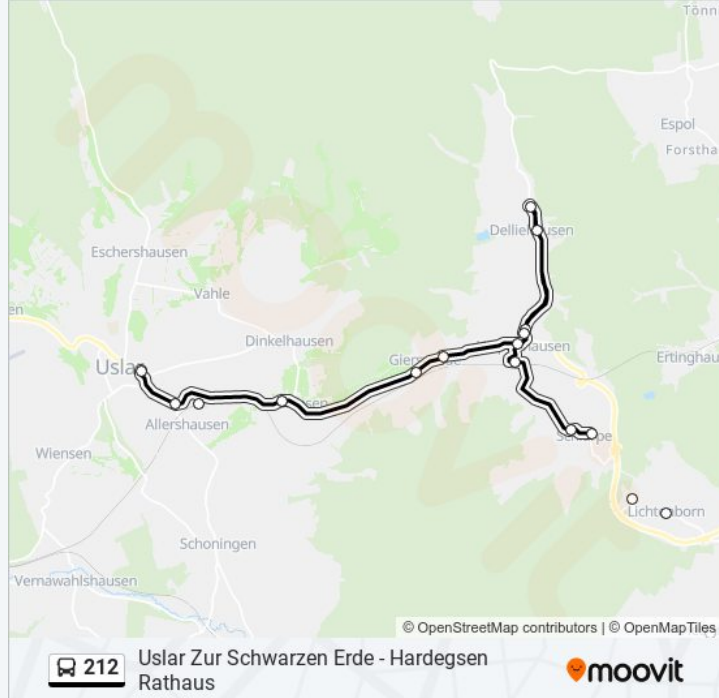 Tönn
Espol
Forstha
Eschershausen
Vahle
en
Dinkelhausen
Ertinghau
Uslar
Allershausen
Wiensen
Lichtenborn
Schoningen
Vernawahlshausen
© OpenStreetMap contributors | © OpenMapTiles
212
Uslar Zur Schwarzen Erde - Hardegsen
Rathaus
moovit